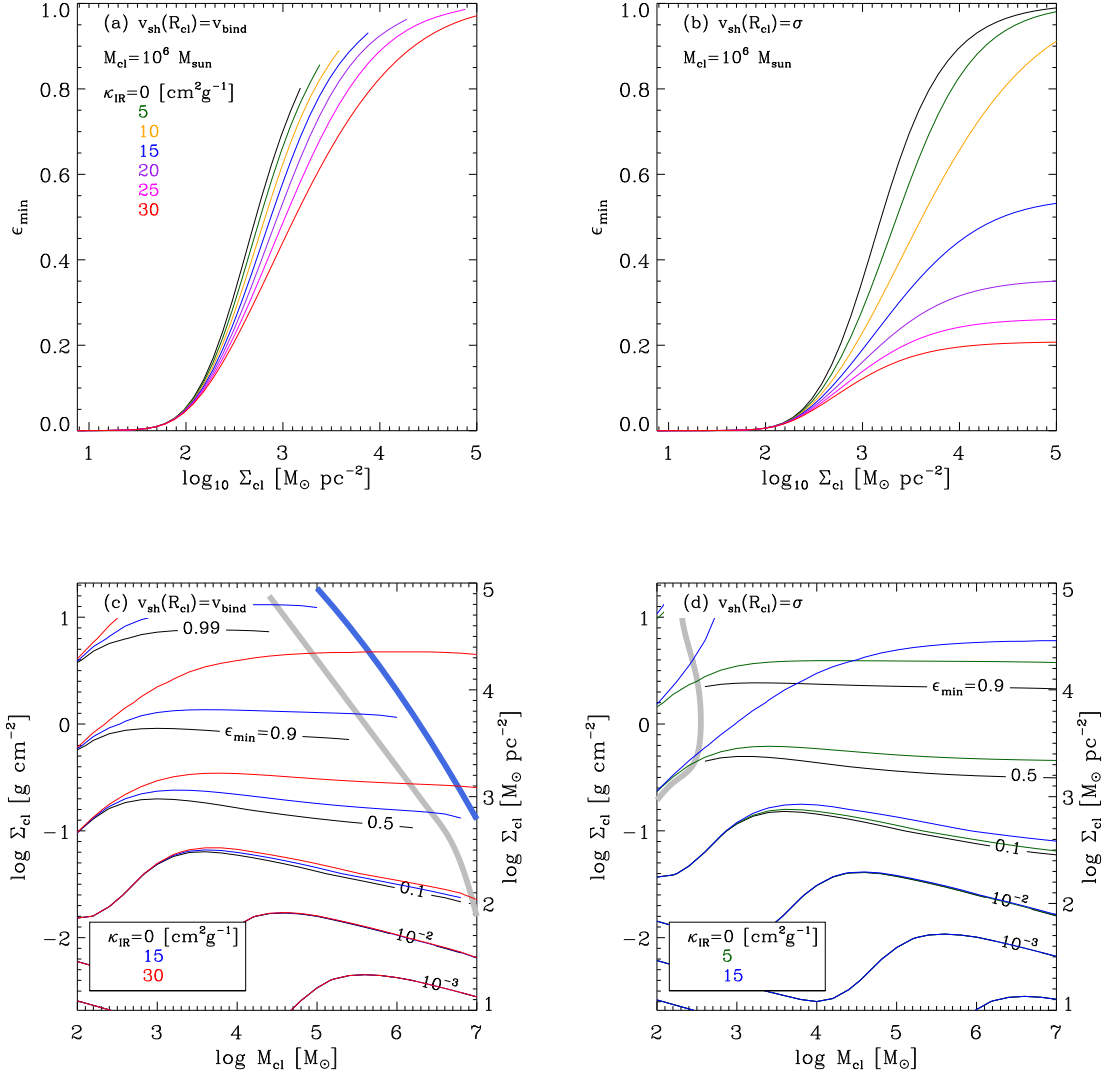 (a) v_sh(R_cl)=v_bind
M_cl=10^6 M_sun
κ_IR=0 [cm^2g^-1]
5
10
15
20
25
30
ε_min
1.0
0.8
0.6
0.4
0.2
0.0
1 2 3 4 5
log_10 Σ_cl [M_⊙ pc^-2]
(b) v_sh(R_cl)=σ
M_cl=10^6 M_sun
ε_min
1.0
0.8
0.6
0.4
0.2
0.0
1 2 3 4 5
log_10 Σ_cl [M_⊙ pc^-2]
(c) v_sh(R_cl)=v_bind
0.99
ε_min=0.9
0.5
0.1
10^-2
10^-3
κ_IR=0 [cm^2g^-1]
15
30
log Σ_cl [g cm^-2]
1
0
−1
−2
log Σ_cl [M_⊙ pc^-2]
5
4
3
2
1
2 3 4 5 6 7
log M_cl [M_⊙]
(d) v_sh(R_cl)=σ
ε_min=0.9
0.5
0.1
10^-2
10^-3
κ_IR=0 [cm^2g^-1]
5
15
log Σ_cl [g cm^-2]
1
0
−1
−2
log Σ_cl [M_⊙ pc^-2]
5
4
3
2
1
2 3 4 5 6 7
log M_cl [M_⊙]